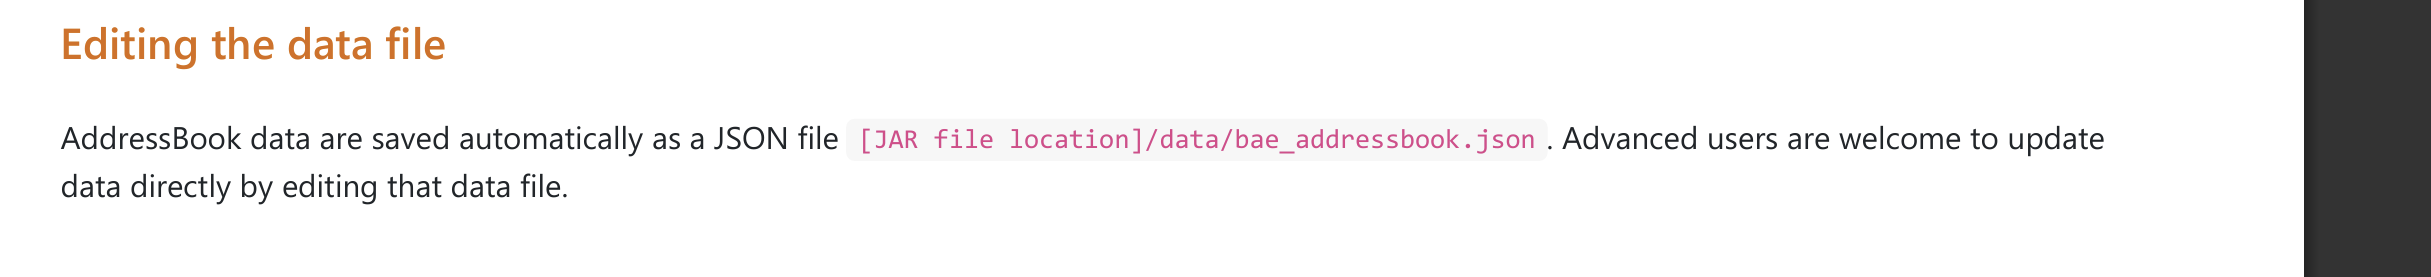 Editing the data file
AddressBook data are saved automatically as a JSON file [JAR file location]/data/bae_addressbook.json . Advanced users are welcome to update
data directly by editing that data file.